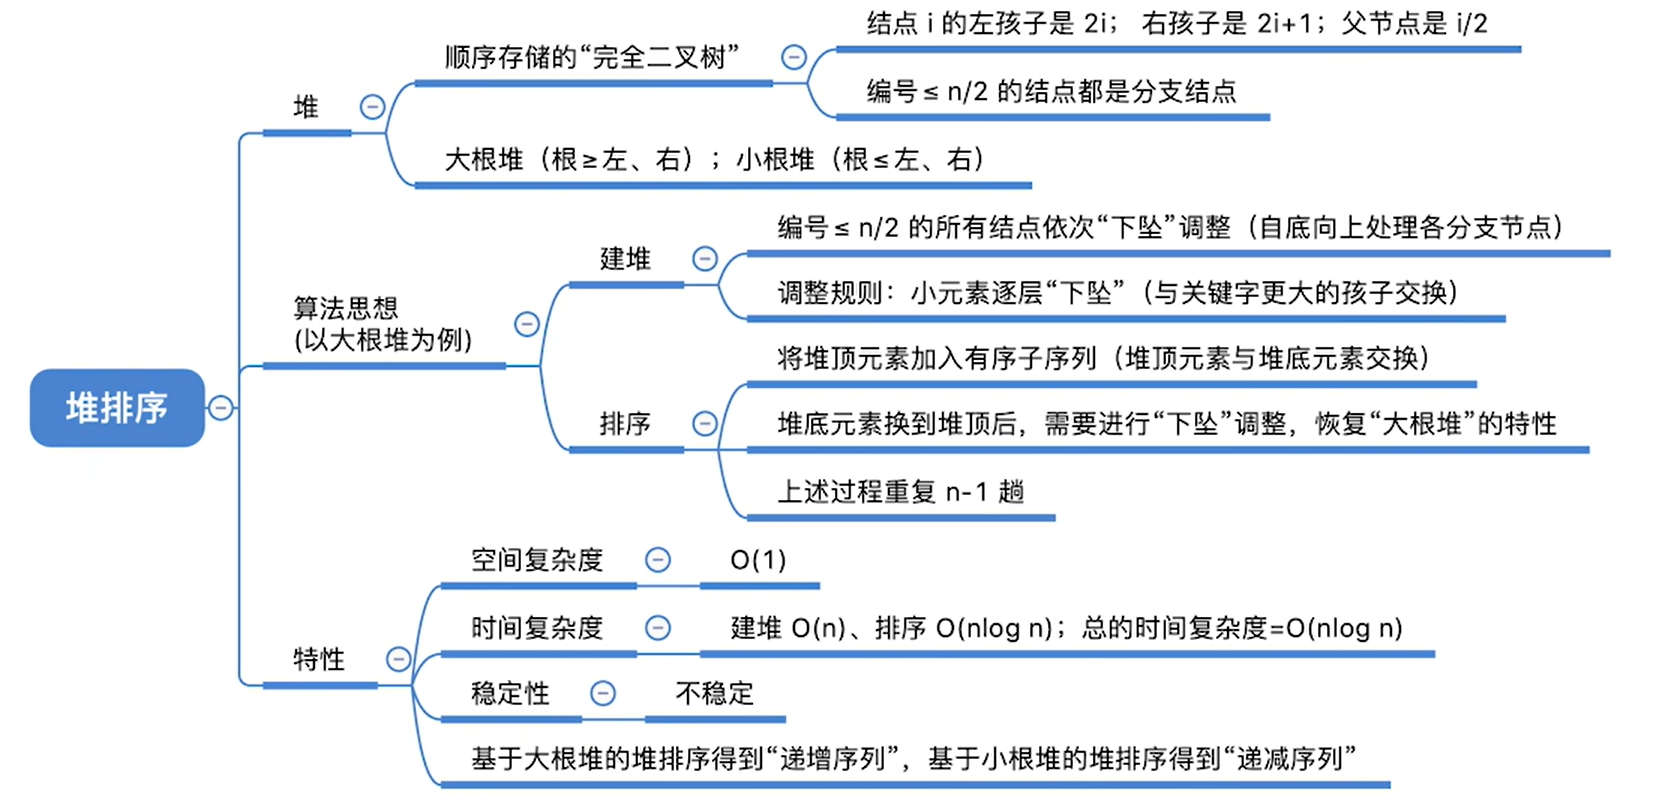 堆排序
堆
顺序存储的“完全二叉树”
结点 i 的左孩子是 2i； 右孩子是 2i+1；父节点是 i/2
编号≤ n/2 的结点都是分支结点
大根堆（根≥左、右）；小根堆（根≤左、右）
算法思想
(以大根堆为例)
建堆
编号≤ n/2 的所有结点依次“下坠”调整（自底向上处理各分支节点）
调整规则：小元素逐层“下坠”（与关键字更大的孩子交换）
排序
将堆顶元素加入有序子序列（堆顶元素与堆底元素交换）
堆底元素换到堆顶后，需要进行“下坠”调整，恢复“大根堆”的特性
上述过程重复 n-1 趟
特性
空间复杂度
O(1)
时间复杂度
建堆 O(n)、排序 O(nlog n)；总的时间复杂度=O(nlog n)
稳定性
不稳定
基于大根堆的堆排序得到“递增序列”，基于小根堆的堆排序得到“递减序列”